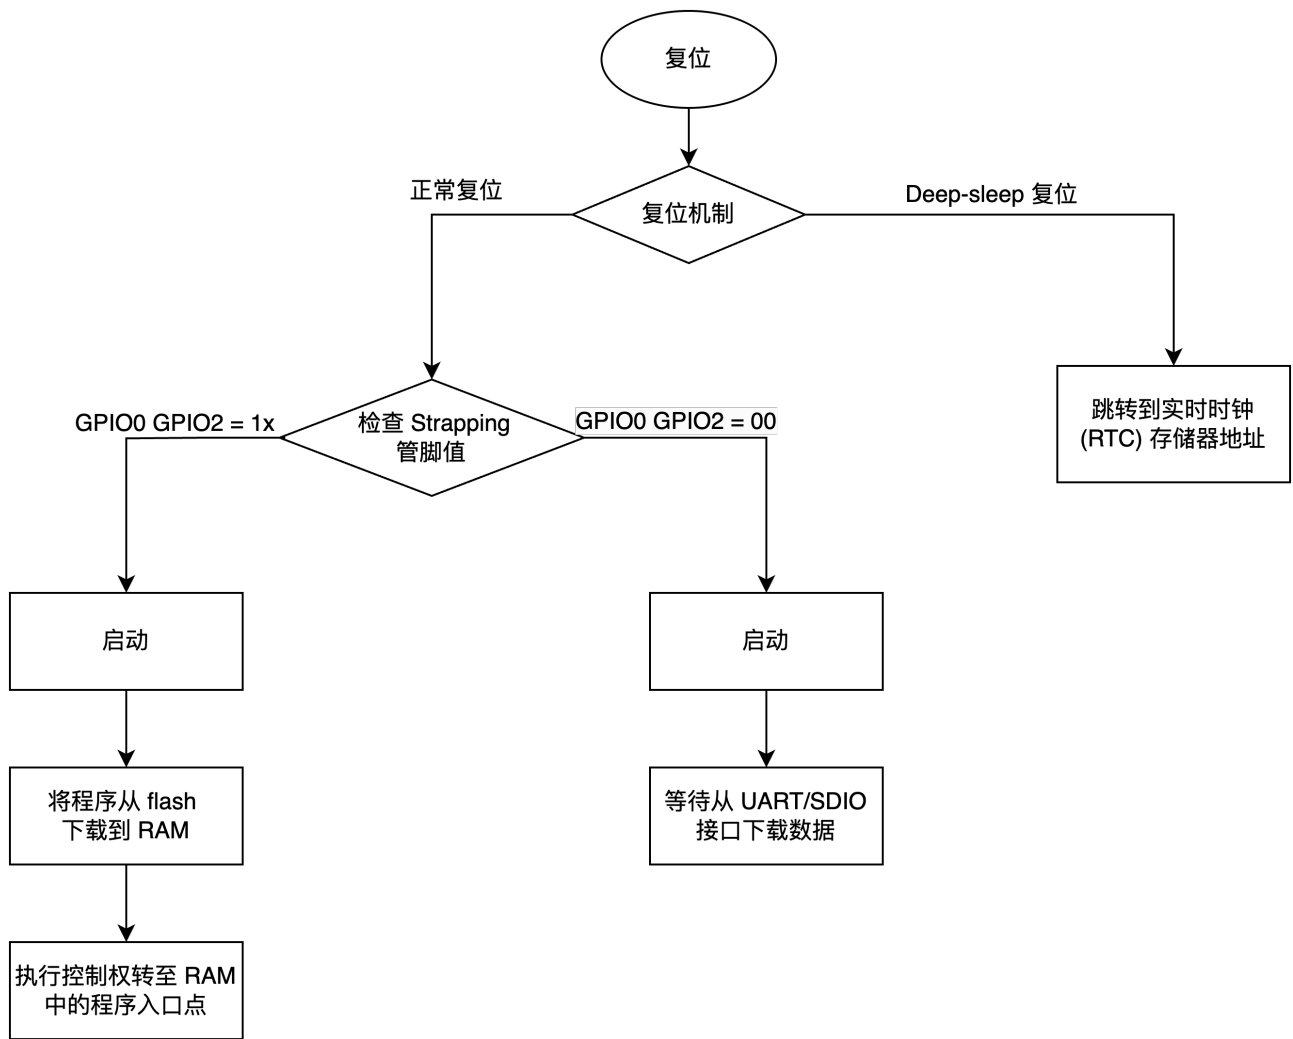 复位
正常复位
复位机制
Deep-sleep 复位
GPIO0 GPIO2 = 1x
检查 Strapping
管脚值
GPIO0 GPIO2 = 00
跳转到实时时钟
(RTC) 存储器地址
启动
启动
将程序从 flash
下载到 RAM
等待从 UART/SDIO
接口下载数据
执行控制权转至 RAM
中的程序入口点